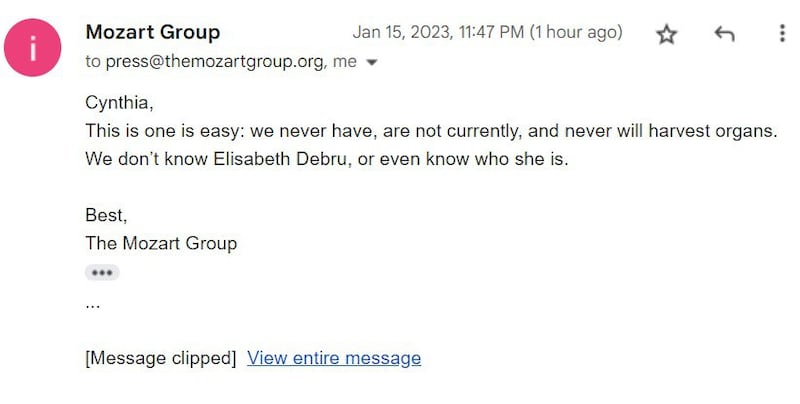 i
Mozart Group
Jan 15, 2023, 11:47 PM (1 hour ago)
to press@themozartgroup.org, me
Cynthia,
This is one is easy: we never have, are not currently, and never will harvest organs.
We don’t know Elisabeth Debru, or even know who she is.
Best,
The Mozart Group
•••
...
[Message clipped] View entire message